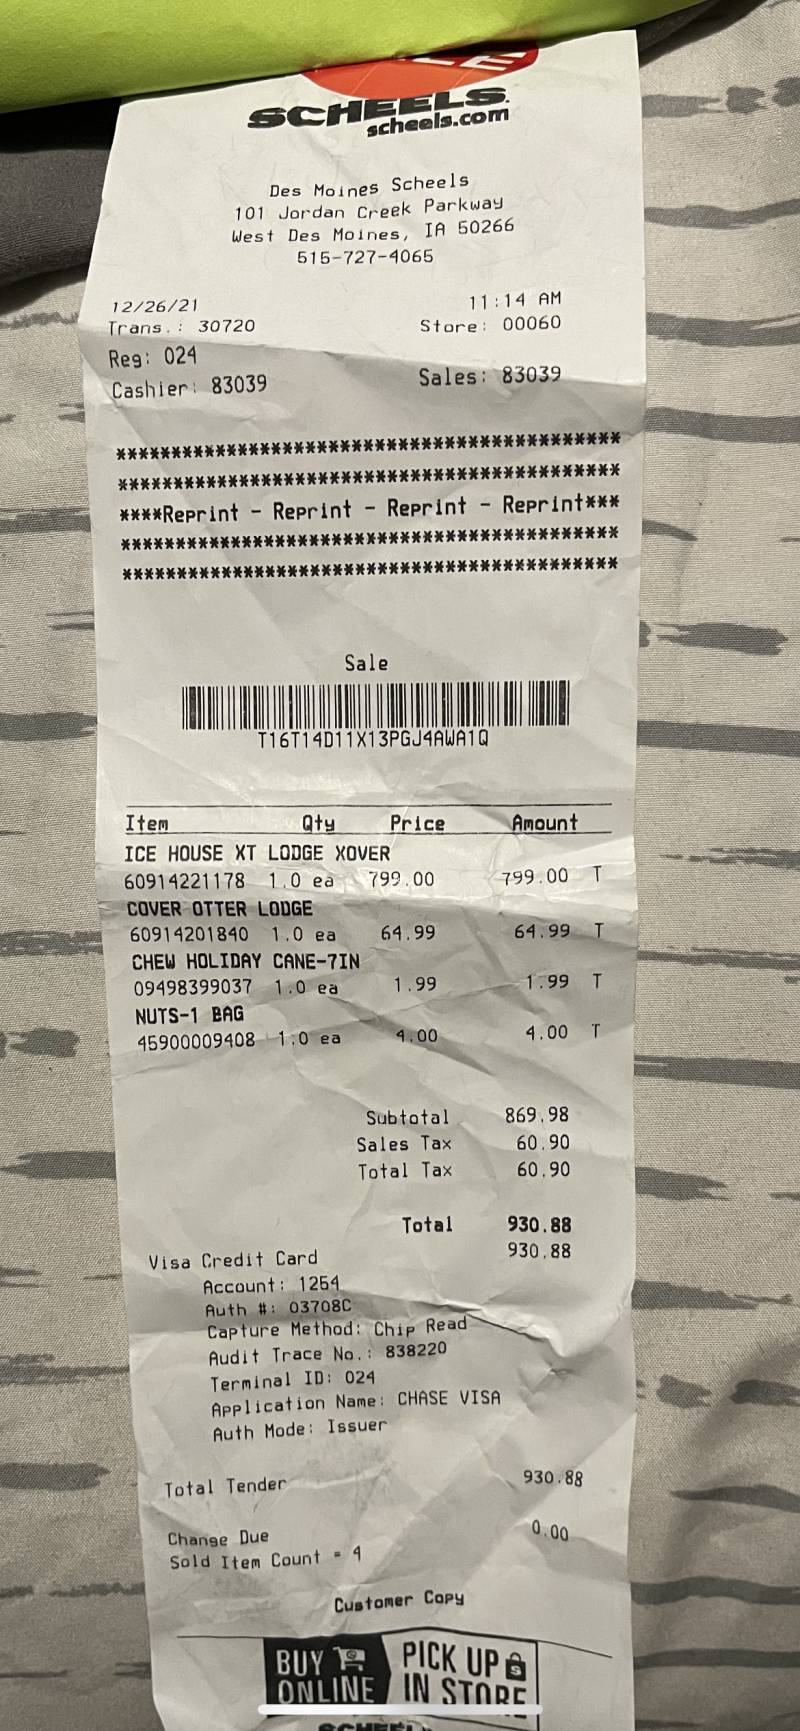 SCHEELS
scheels.com
Des Moines Scheels
101 Jordan Creek Parkway
West Des Moines, IA 50266
515-727-4065
12/26/21 11:14 AM
Trans.: 30720 Store: 00060
Reg: 024
Cashier: 83039 Sales: 83039
******************************************
******************************************
****Reprint - Reprint - Reprint - Reprint***
******************************************
******************************************
Sale
T16T14D11X13PGJ4AWA1Q
Item Qty Price Amount
ICE HOUSE XT LODGE XOVER
60914221178 1.0 ea 799.00 799.00 T
COVER OTTER LODGE
60914201840 1.0 ea 64.99 64.99 T
CHEW HOLIDAY CANE-7IN
09498399037 1.0 ea 1.99 1.99 T
NUTS-1 BAG
45900009408 1.0 ea 4.00 4.00 T
Subtotal 869.98
Sales Tax 60.90
Total Tax 60.90
Total 930.88
Visa Credit Card 930.88
Account: 1254
Auth #: 03708C
Capture Method: Chip Read
Audit Trace No.: 838220
Terminal ID: 024
Application Name: CHASE VISA
Auth Mode: Issuer
Total Tender 930.88
Change Due 0.00
Sold Item Count = 4
Customer Copy
BUY ONLINE
PICK UP IN STORE
SCHEEL